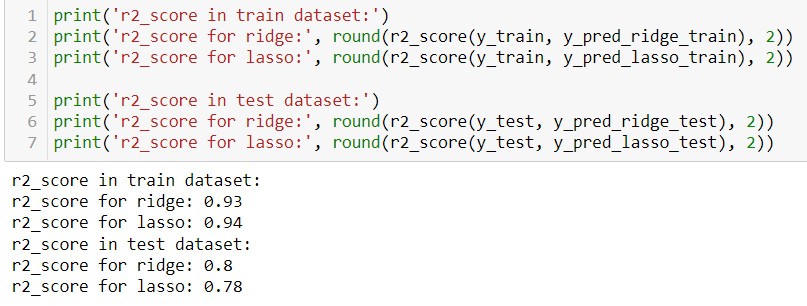 1 print('r2_score in train dataset:')
2 print('r2_score for ridge:', round(r2_score(y_train, y_pred_ridge_train), 2))
3 print('r2_score for lasso:', round(r2_score(y_train, y_pred_lasso_train), 2))
4
5 print('r2_score in test dataset:')
6 print('r2_score for ridge:', round(r2_score(y_test, y_pred_ridge_test), 2))
7 print('r2_score for lasso:', round(r2_score(y_test, y_pred_lasso_test), 2))
r2_score in train dataset:
r2_score for ridge: 0.93
r2_score for lasso: 0.94
r2_score in test dataset:
r2_score for ridge: 0.8
r2_score for lasso: 0.78